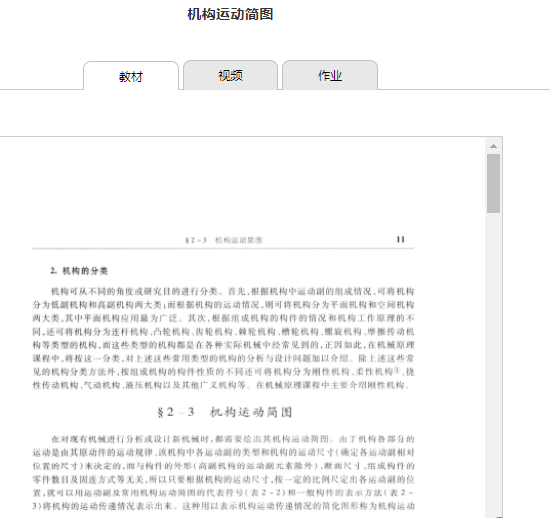 机构运动简图
教材
视频
作业
§2-3 机构运动简图
11
2. 机构的分类
机构可从不同的角度或研究目的进行分类。首先,根据机构中运动副的组成情况,可将机构
分为低副机构和高副机构两大类;而根据机构的运动情况,则可将机构分为平面机构和空间机构
两大类,其中平面机构应用最为广泛。其次,根据组成机构的构件的情况和机构工作原理的不
同,还可将机构分为连杆机构、凸轮机构、齿轮机构、棘轮机构、槽轮机构、螺旋机构、摩擦传动机
构等类型的机构,而这些类型的机构都是在各种实际机械中经常见到的,正因如此,在机械原理
课程中,将按这一分类,对上述这些常用类型的机构的分析与设计问题加以介绍。除上述这些常
见的机构分类方法外,按组成机构的构件性质的不同还可将机构分为刚性机构、柔性机构①、挠
性传动机构、气动机构、液压机构以及其他广义机构等。在机械原理课程中主要介绍刚性机构。
§2-3 机构运动简图
在对现有机械进行分析或设计新机械时,都需要绘出其机构运动简图。由于机构各部分的
运动是由其原动件的运动规律、该机构中各运动副的类型和机构的运动尺寸(确定各运动副相对
位置的尺寸)来决定的,而与构件的外形(高副机构的运动副元素除外)、断面尺寸、组成构件的
零件数目及固连方式等无关,所以只要根据机构的运动尺寸,按一定的比例尺定出各运动副的位
置,就可以用运动副及常用机构运动简图的代表符号(表2-2)和一般构件的表示方法(表2-
3)将机构的运动传递情况表示出来。这种用以表示机构运动传递情况的简化图形称为机构运动